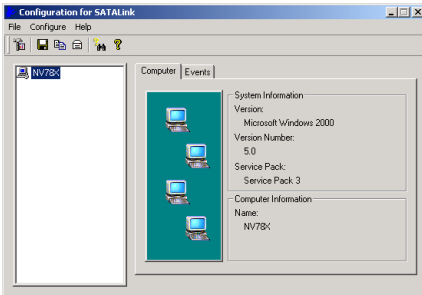 Configuration for SATALink
File Configure Help
NV78X
Computer Events
System Information
Version:
Microsoft Windows 2000
Version Number:
5.0
Service Pack:
Service Pack 3
Computer Information
Name:
NV78X